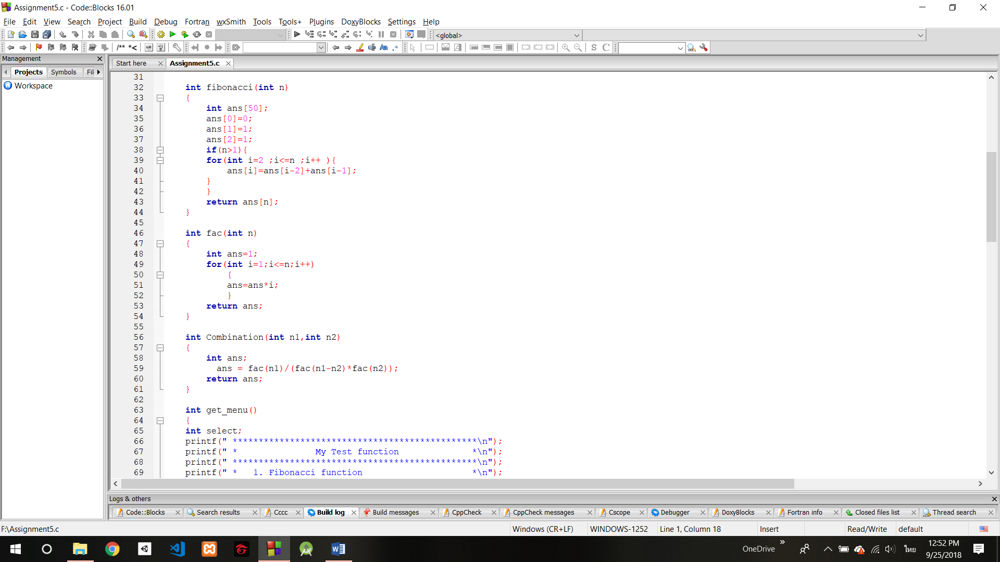 Assignment5.c - Code::Blocks 16.01
File Edit View Search Project Build Debug Fortran wxSmith Tools Tools+ Plugins DoxyBlocks Settings Help
<global>
/** *<
S C
Management
Start here Assignment5.c
Projects Symbols Fil
Workspace
31
32 int fibonacci(int n)
33 {
34 int ans[50];
35 ans[0]=0;
36 ans[1]=1;
37 ans[2]=1;
38 if(n>1){
39 for(int i=2 ;i<=n ;i++ ){
40 ans[i]=ans[i-2]+ans[i-1];
41 }
42 }
43 return ans[n];
44 }
45
46 int fac(int n)
47 {
48 int ans=1;
49 for(int i=1;i<=n;i++)
50 {
51 ans=ans*i;
52 }
53 return ans;
54 }
55
56 int Combination(int n1,int n2)
57 {
58 int ans;
59 ans = fac(n1)/(fac(n1-n2)*fac(n2));
60 return ans;
61 }
62
63 int get_menu()
64 {
65 int select;
66 printf(" ***********************************************\n");
67 printf(" * My Test function *\n");
68 printf(" ***********************************************\n");
69 printf(" * 1. Fibonacci function *\n");
Logs & others
Code::Blocks Search results Cccc Build log Build messages CppCheck CppCheck messages Cscope Debugger DoxyBlocks Fortran info Closed files list Thread search
F:\Assignment5.c Windows (CR+LF) WINDOWS-1252 Line 1, Column 18 Insert Read/Write default
OneDrive ไทย 12:52 PM
9/25/2018